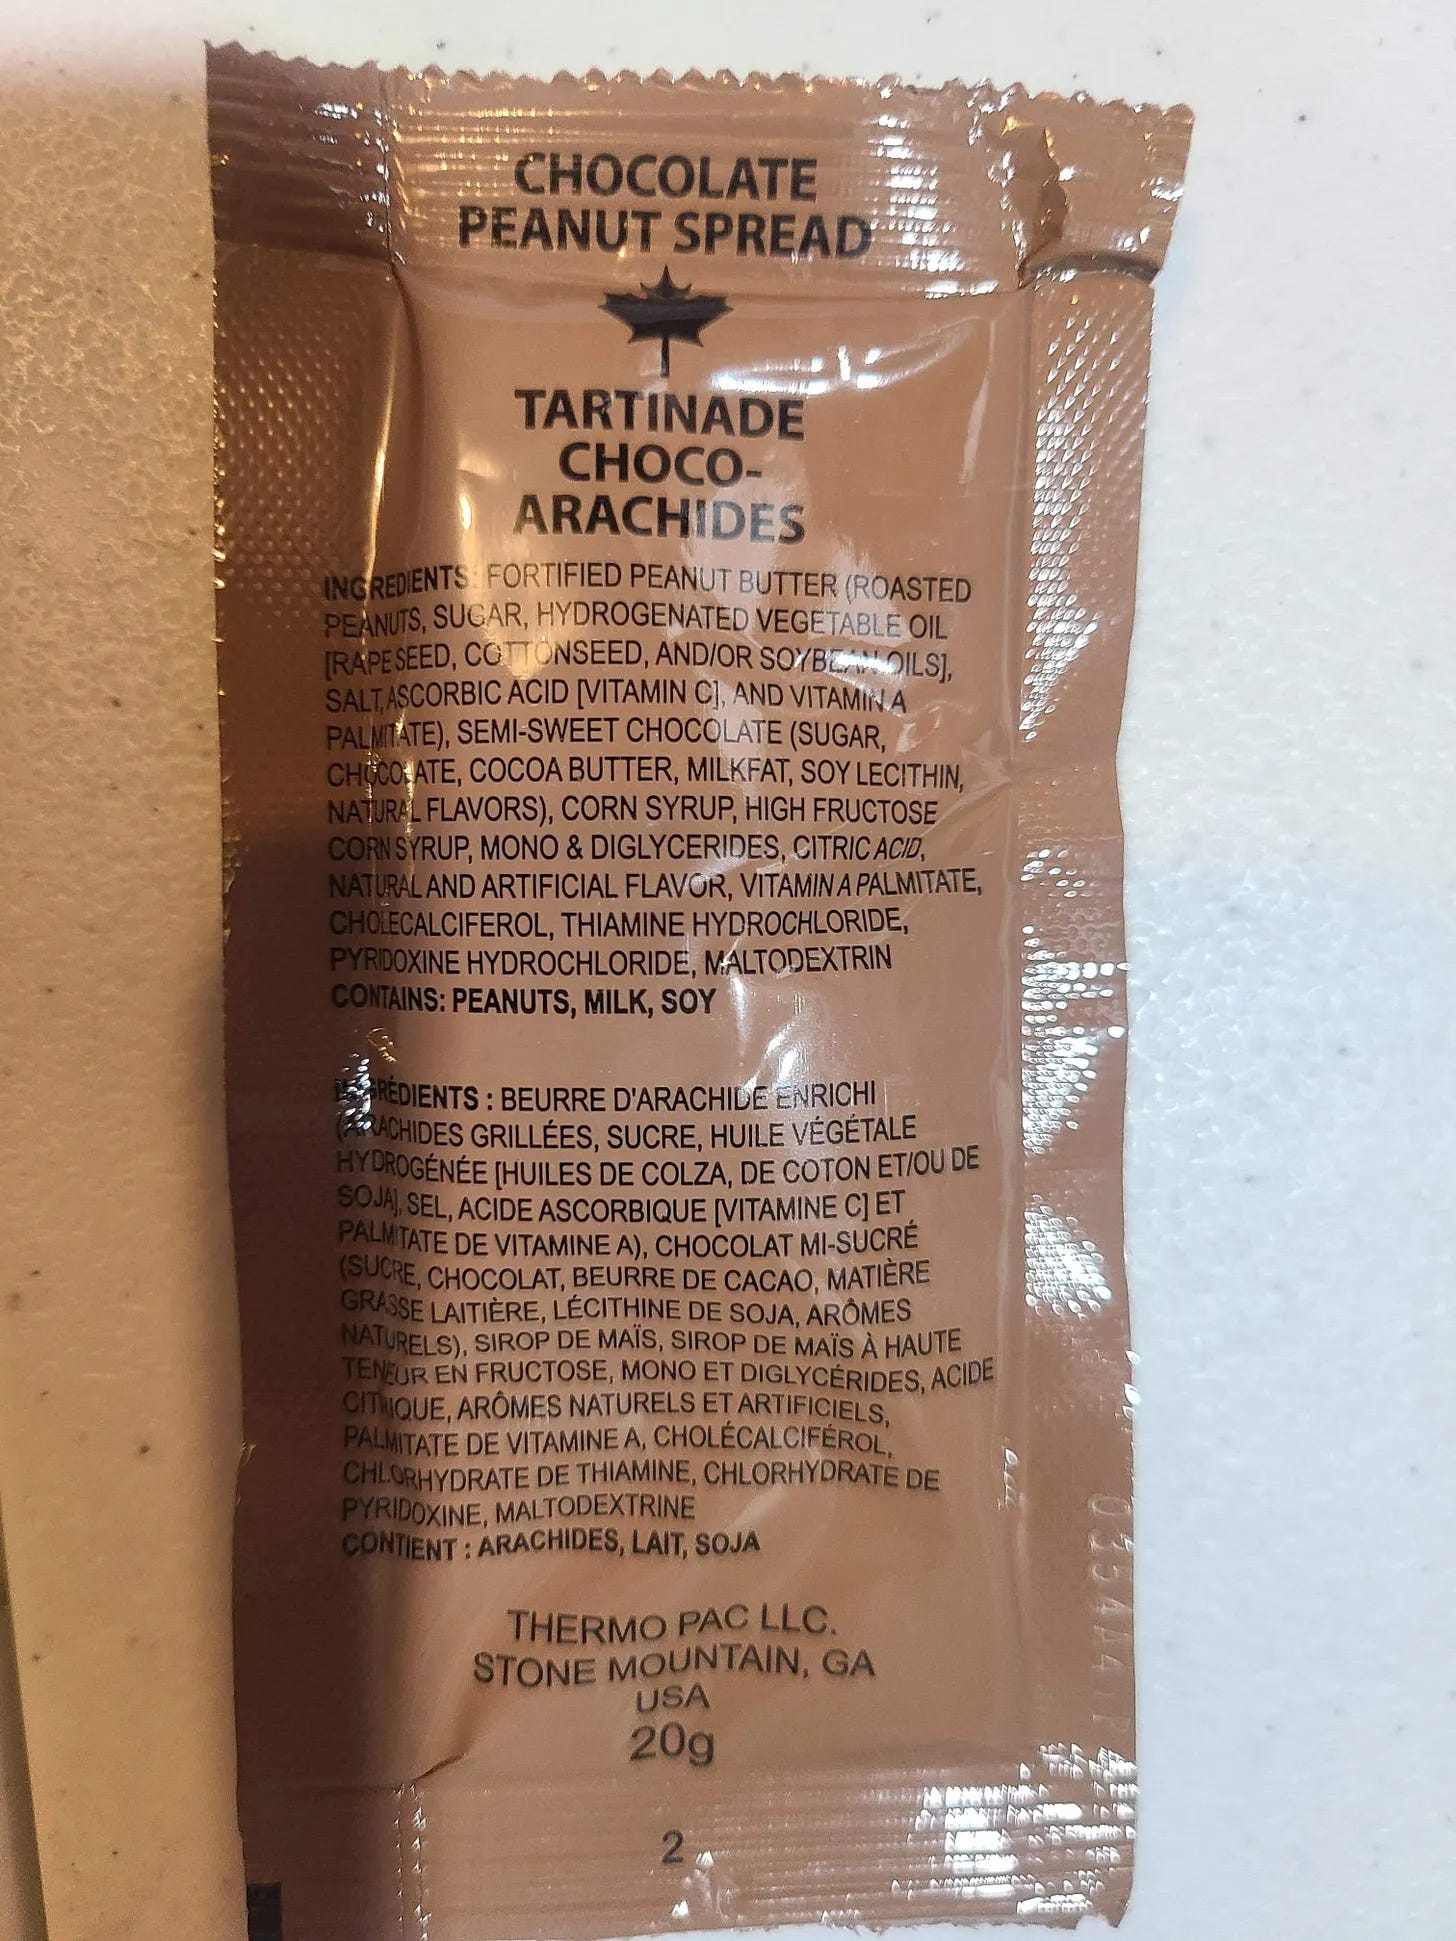 CHOCOLATE
PEANUT SPREAD
TARTINADE
CHOCO-
ARACHIDES
INGREDIENTS: FORTIFIED PEANUT BUTTER (ROASTED
PEANUTS, SUGAR, HYDROGENATED VEGETABLE OIL
[RAPESEED, COTTONSEED, AND/OR SOYBEAN OILS],
SALT, ASCORBIC ACID [VITAMIN C], AND VITAMIN A
PALMITATE), SEMI-SWEET CHOCOLATE (SUGAR,
CHOCOLATE, COCOA BUTTER, MILKFAT, SOY LECITHIN,
NATURAL FLAVORS), CORN SYRUP, HIGH FRUCTOSE
CORN SYRUP, MONO & DIGLYCERIDES, CITRIC ACID,
NATURAL AND ARTIFICIAL FLAVOR, VITAMIN A PALMITATE,
CHOLECALCIFEROL, THIAMINE HYDROCHLORIDE,
PYRIDOXINE HYDROCHLORIDE, MALTODEXTRIN
CONTAINS: PEANUTS, MILK, SOY
INGRÉDIENTS : BEURRE D'ARACHIDE ENRICHI
(ARACHIDES GRILLÉES, SUCRE, HUILE VÉGÉTALE
HYDROGÉNÉE [HUILES DE COLZA, DE COTON ET/OU DE
SOJA], SEL, ACIDE ASCORBIQUE [VITAMINE C] ET
PALMITATE DE VITAMINE A), CHOCOLAT MI-SUCRÉ
(SUCRE, CHOCOLAT, BEURRE DE CACAO, MATIÈRE
GRASSE LAITIÈRE, LÉCITHINE DE SOJA, ARÔMES
NATURELS), SIROP DE MAÏS, SIROP DE MAÏS À HAUTE
TENEUR EN FRUCTOSE, MONO ET DIGLYCÉRIDES, ACIDE
CITRIQUE, ARÔMES NATURELS ET ARTIFICIELS,
PALMITATE DE VITAMINE A, CHOLÉCALCIFÉROL,
CHLORHYDRATE DE THIAMINE, CHLORHYDRATE DE
PYRIDOXINE, MALTODEXTRINE
CONTIENT : ARACHIDES, LAIT, SOJA
THERMO PAC LLC.
STONE MOUNTAIN, GA
USA
20g
2